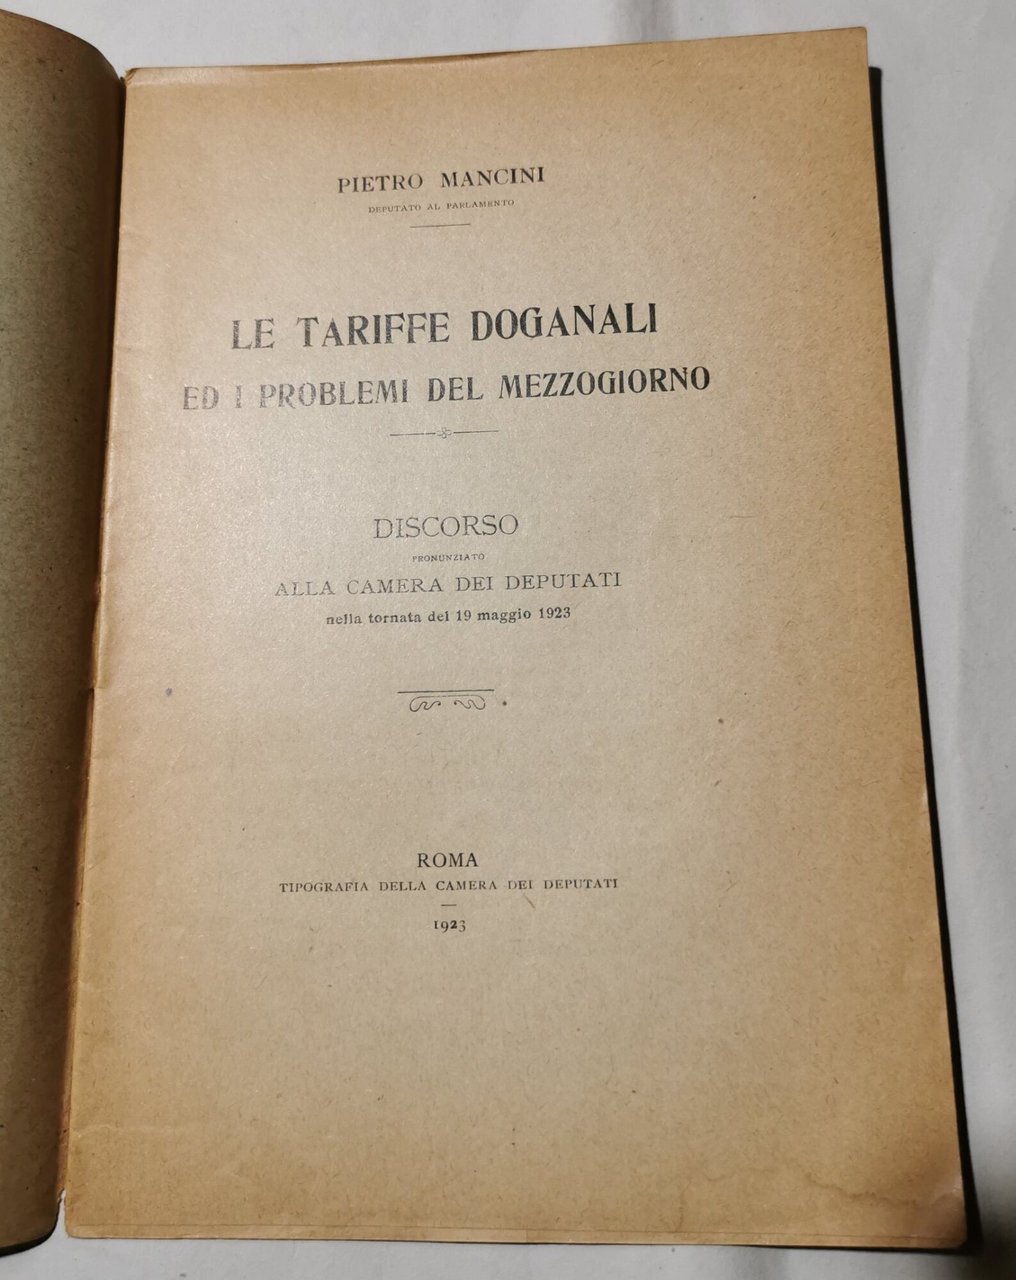 PIETRO MANCINI
DEPUTATO AL PARLAMENTO
LE TARIFFE DOGANALI
ED I PROBLEMI DEL MEZZOGIORNO
DISCORSO
PRONUNZIATO
ALLA CAMERA DEI DEPUTATI
nella tornata del 19 maggio 1923
ROMA
TIPOGRAFIA DELLA CAMERA DEI DEPUTATI
1923